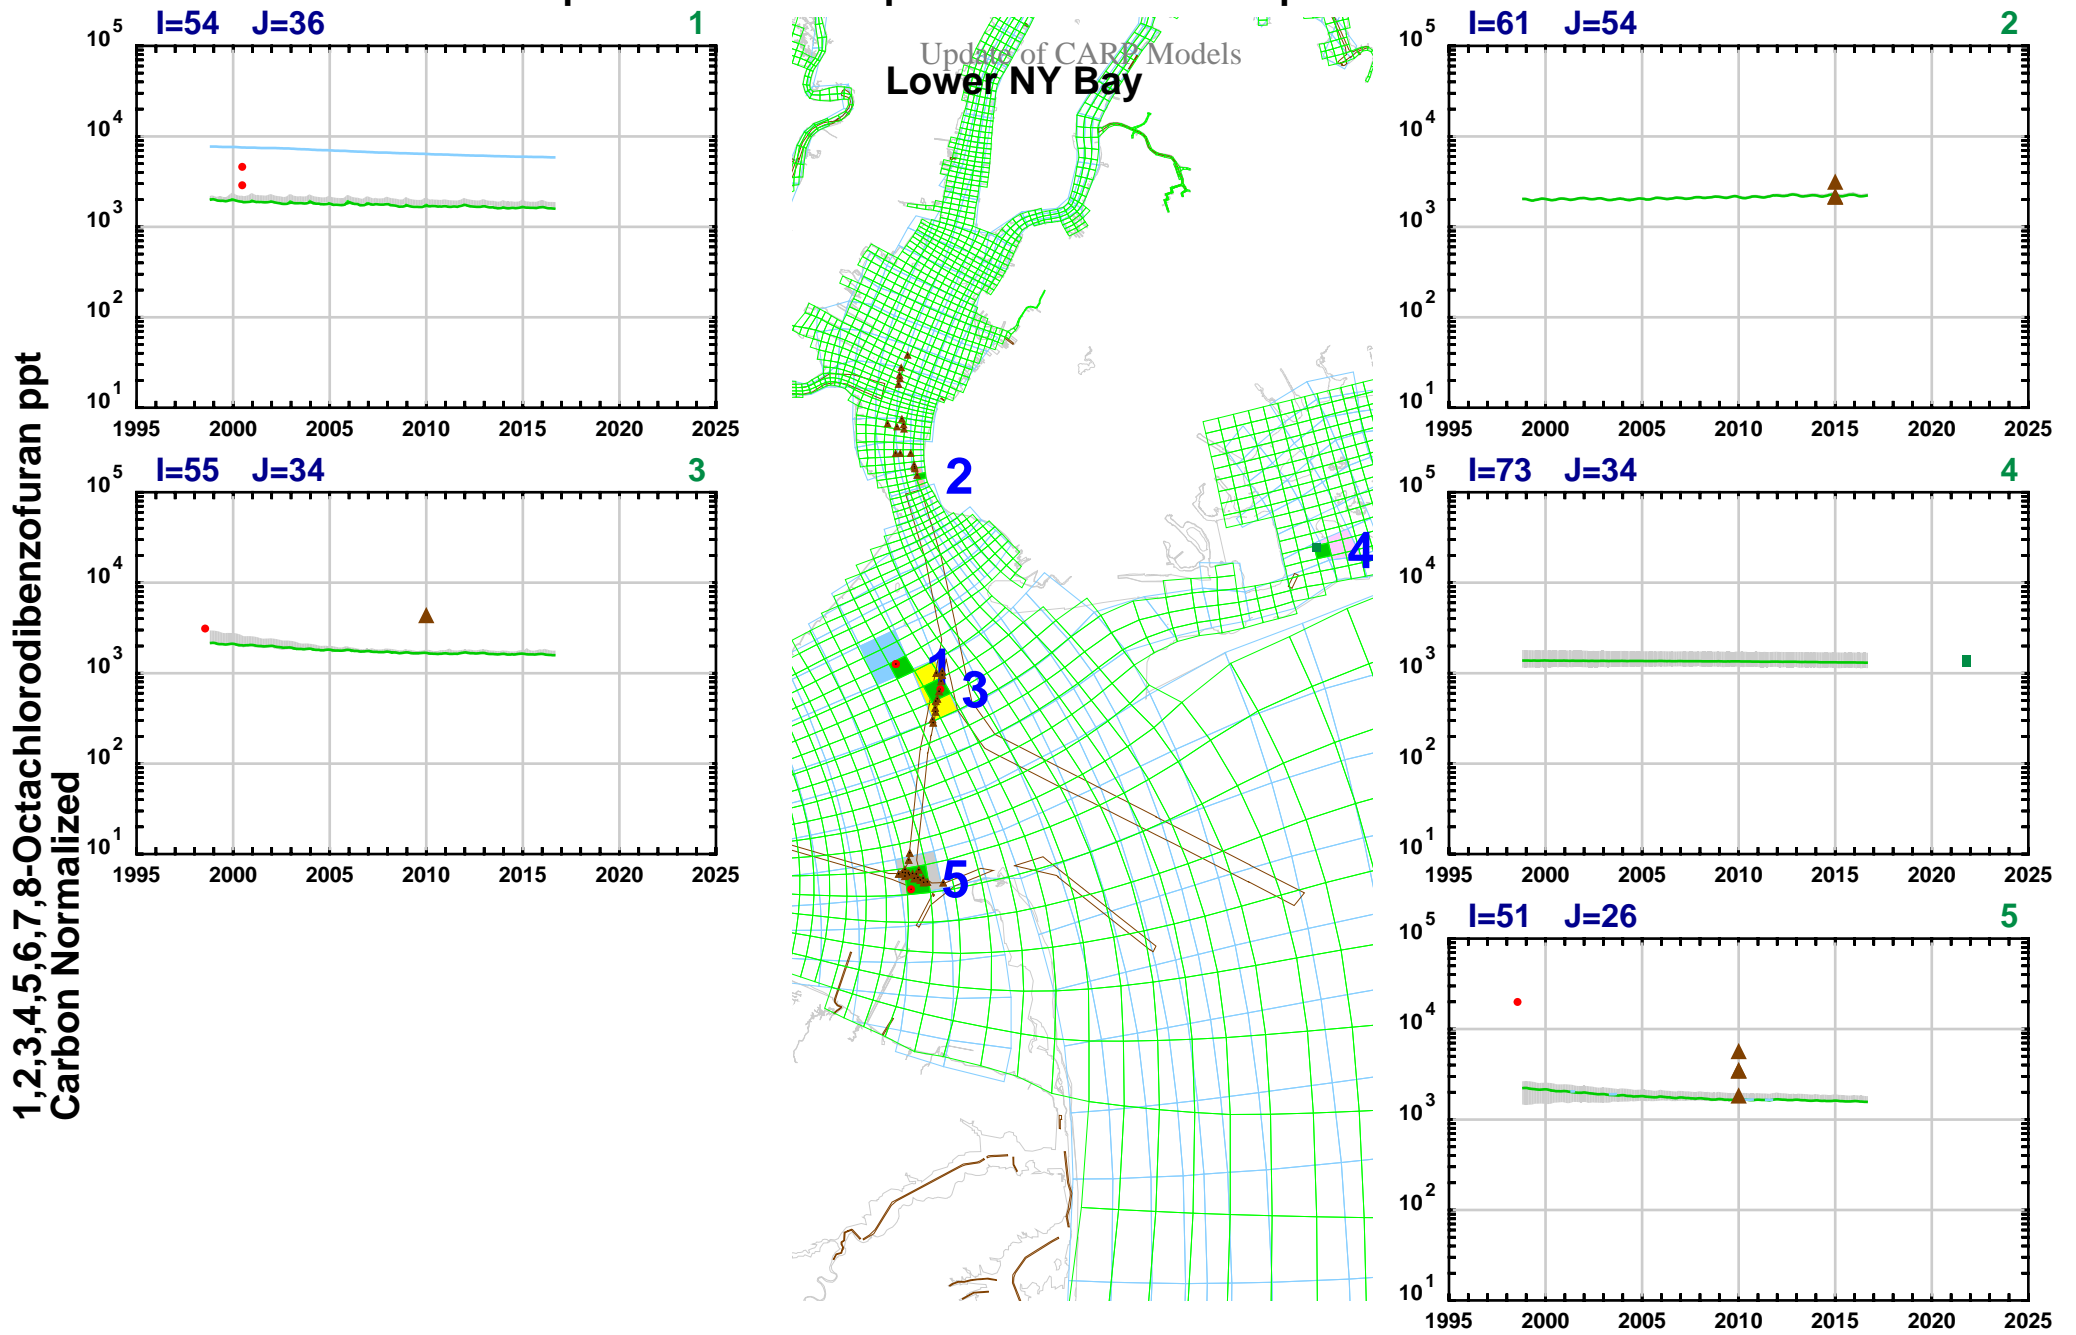 Update of CARP Models
Lower NY Bay
1,2,3,4,5,6,7,8-Octachlorodibenzofuran ppt
Carbon Normalized
I=54 J=36 1
10^5
10^4
10^3
10^2
10^1
1995 2000 2005 2010 2015 2020 2025
I=61 J=54 2
10^5
10^4
10^3
10^2
10^1
1995 2000 2005 2010 2015 2020 2025
I=55 J=34 3
10^5
10^4
10^3
10^2
10^1
1995 2000 2005 2010 2015 2020 2025
I=73 J=34 4
10^5
10^4
10^3
10^2
10^1
1995 2000 2005 2010 2015 2020 2025
I=51 J=26 5
10^5
10^4
10^3
10^2
10^1
1995 2000 2005 2010 2015 2020 2025
2
4
1
3
5